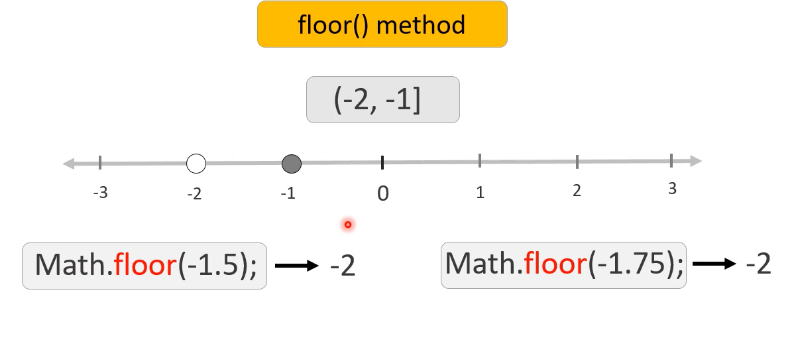 floor() method
(-2, -1]
-3 -2 -1 0 1 2 3
Math.floor(-1.5); -2
Math.floor(-1.75); -2